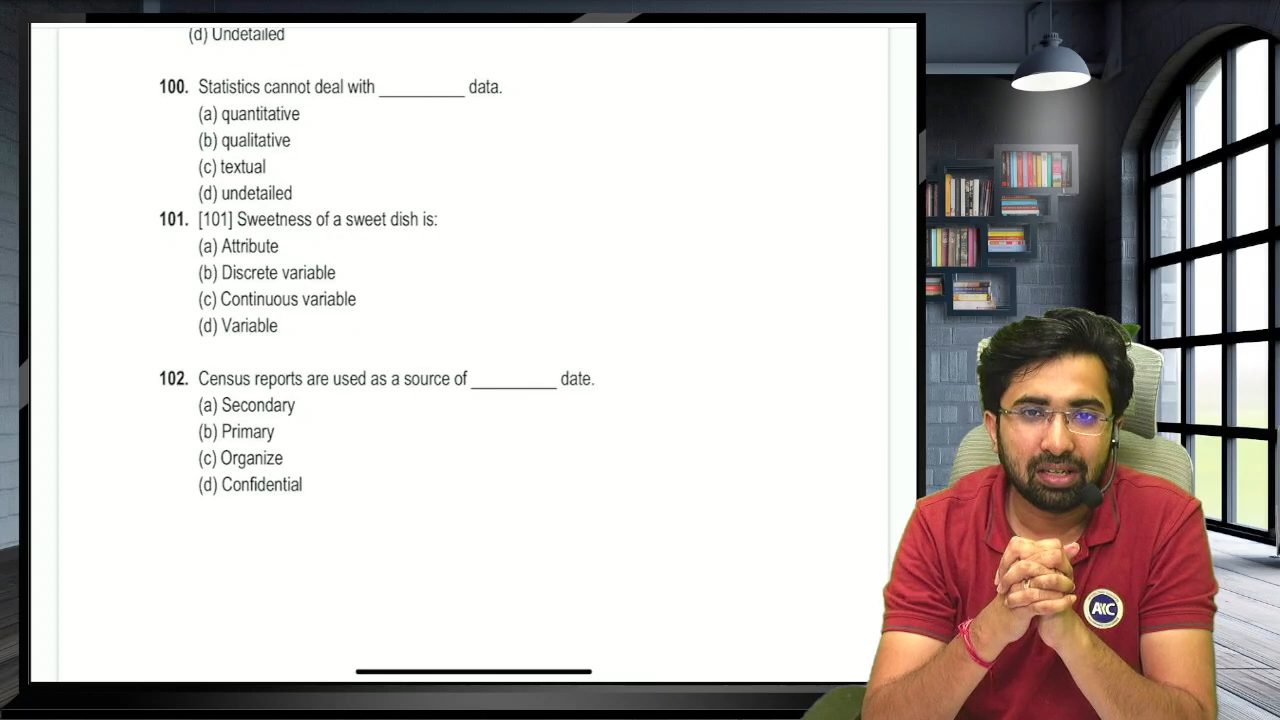 (d) Undetailed
100. Statistics cannot deal with __________ data.
(a) quantitative
(b) qualitative
(c) textual
(d) undetailed
101. [101] Sweetness of a sweet dish is:
(a) Attribute
(b) Discrete variable
(c) Continuous variable
(d) Variable
102. Census reports are used as a source of __________ date.
(a) Secondary
(b) Primary
(c) Organize
(d) Confidential
AKC